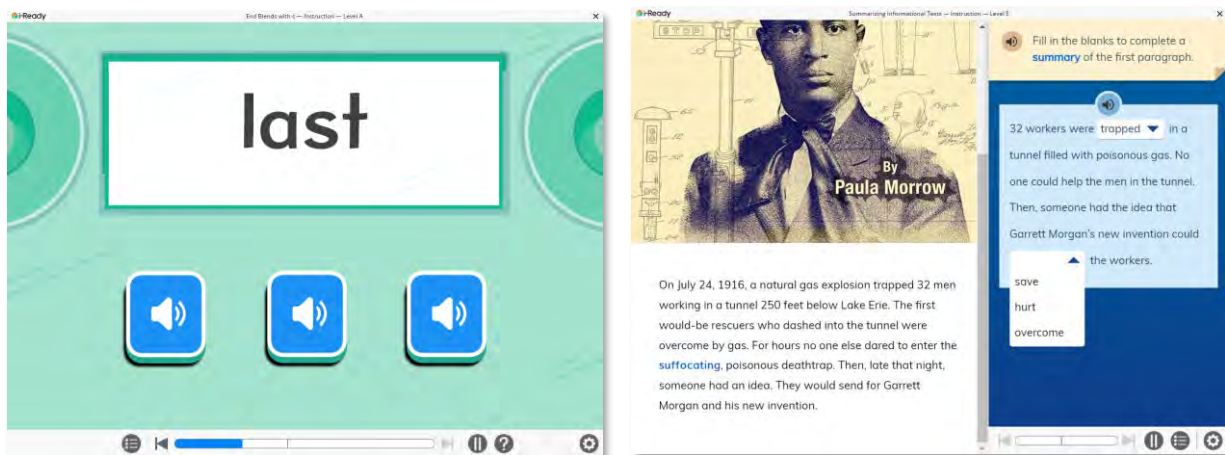 i-Ready
End Blends with t — Instruction — Level A
last
i-Ready
Summarizing Informational Texts — Instruction — Level E
By
Paula Morrow
On July 24, 1916, a natural gas explosion trapped 32 men
working in a tunnel 250 feet below Lake Erie. The first
would-be rescuers who dashed into the tunnel were
overcome by gas. For hours no one else dared to enter the
suffocating, poisonous deathtrap. Then, late that night,
someone had an idea. They would send for Garrett
Morgan and his new invention.
Fill in the blanks to complete a
summary of the first paragraph.
32 workers were trapped in a
tunnel filled with poisonous gas. No
one could help the men in the tunnel.
Then, someone had the idea that
Garrett Morgan's new invention could
the workers.
save
hurt
overcome